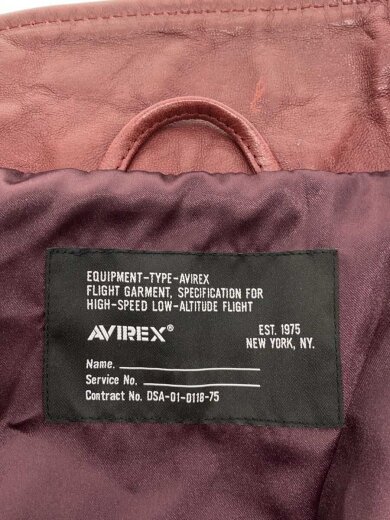 EQUIPMENT-TYPE-AVIREX
FLIGHT GARMENT, SPECIFICATION FOR
HIGH-SPEED LOW-ALTITUDE FLIGHT
AVIREX®
EST. 1975
NEW YORK, NY.
Name.
Service No.
Contract No. DSA-01-0118-75